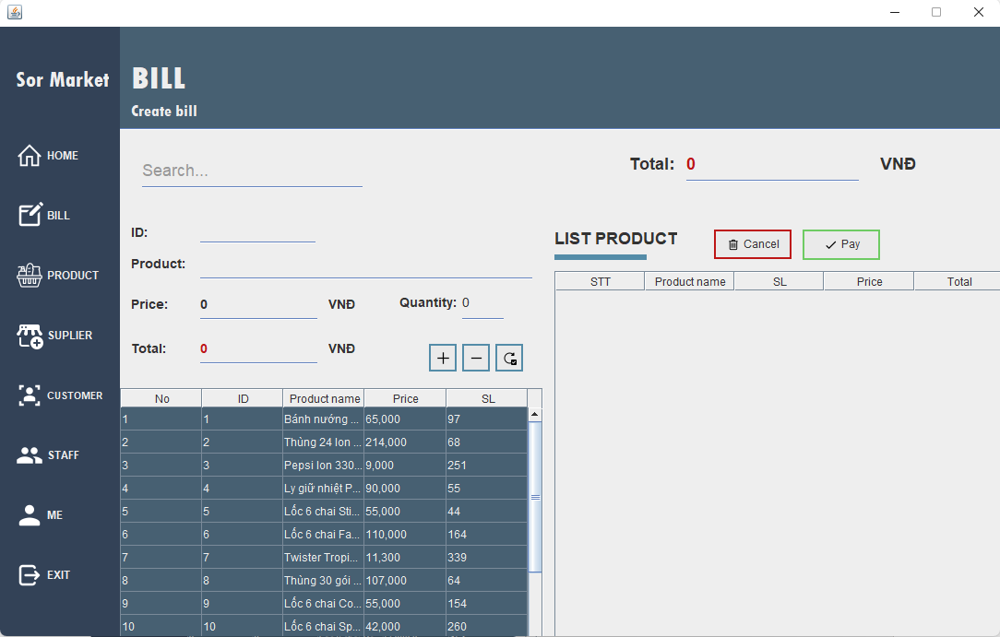 Sor Market
HOME
BILL
PRODUCT
SUPLIER
CUSTOMER
STAFF
ME
EXIT
BILL
Create bill
Search...
Total: 0 VNĐ
ID:
Product:
Price: 0 VNĐ Quantity: 0
Total: 0 VNĐ
No ID Product name Price SL
1 1 Bánh nướng ... 65,000 97
2 2 Thùng 24 lon ... 214,000 68
3 3 Pepsi lon 330... 9,000 251
4 4 Ly giữ nhiệt P... 90,000 55
5 5 Lốc 6 chai Sti... 55,000 44
6 6 Lốc 6 chai Fa... 110,000 164
7 7 Twister Tropi... 11,300 339
8 8 Thùng 30 gói ... 107,000 64
9 9 Lốc 6 chai Co... 55,000 154
10 10 Lốc 6 chai Sp... 42,000 260
LIST PRODUCT Cancel Pay
STT Product name SL Price Total